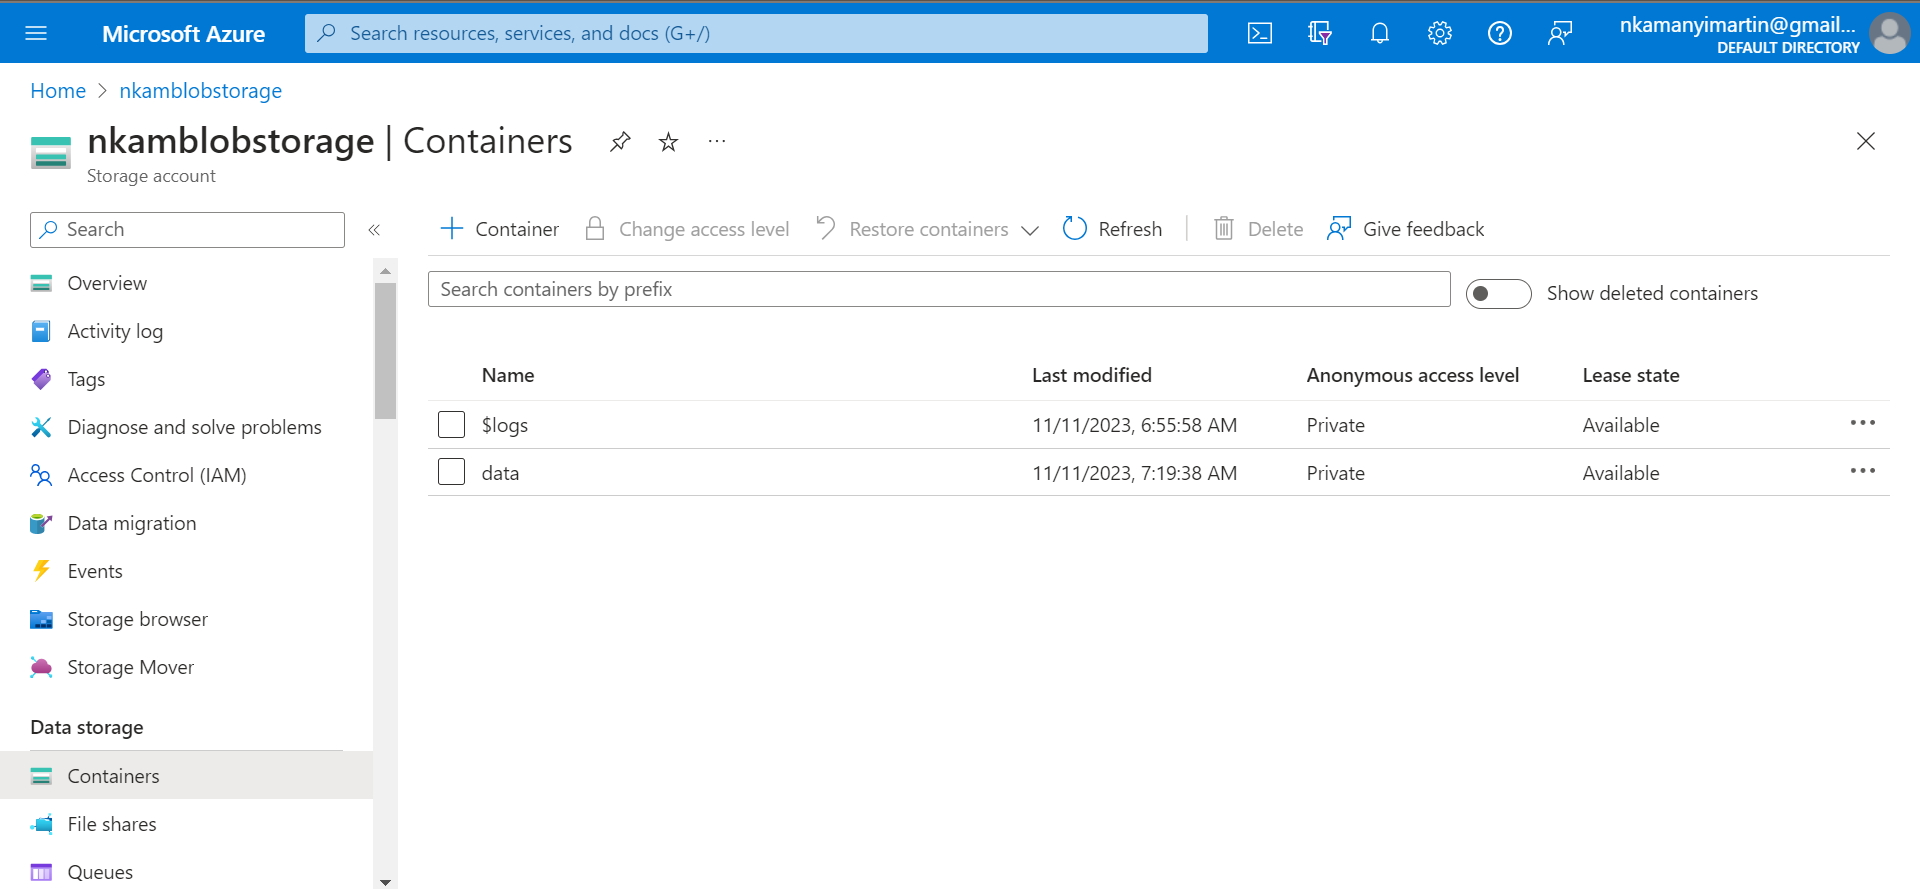 Microsoft Azure
Search resources, services, and docs (G+/)
nkamanyimartin@gmail...
DEFAULT DIRECTORY
Home > nkamblobstorage
nkamblobstorage | Containers
Storage account
Search
Overview
Activity log
Tags
Diagnose and solve problems
Access Control (IAM)
Data migration
Events
Storage browser
Storage Mover
Data storage
Containers
File shares
Queues
Container Change access level Restore containers Refresh Delete Give feedback
Search containers by prefix
Show deleted containers
Name Last modified Anonymous access level Lease state
$logs 11/11/2023, 6:55:58 AM Private Available
data 11/11/2023, 7:19:38 AM Private Available